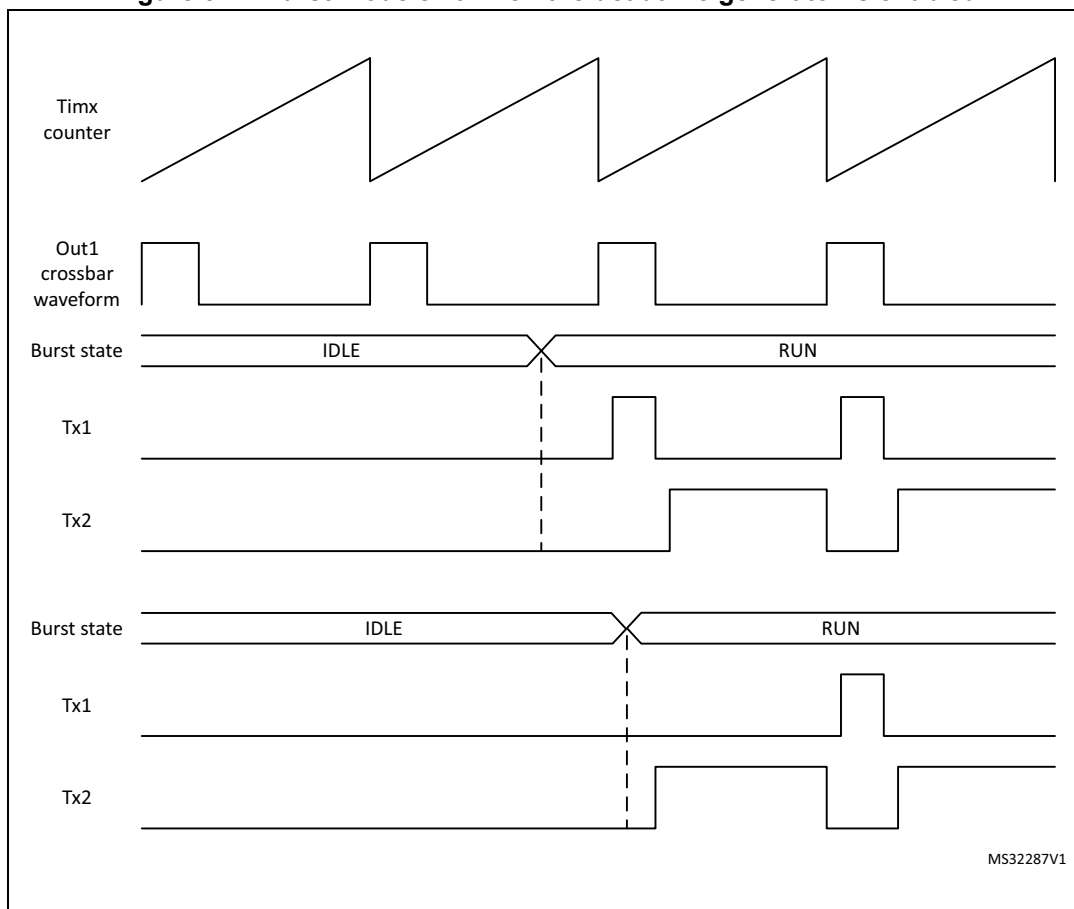 Timx
counter
Out1
crossbar
waveform
Burst state
IDLE
RUN
Tx1
Tx2
Burst state
IDLE
RUN
Tx1
Tx2
MS32287V1